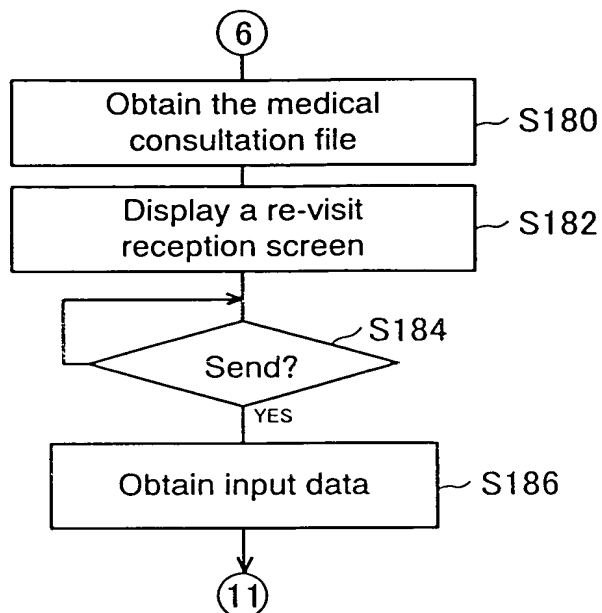 6
Obtain the medical
consultation file
S180
Display a re-visit
reception screen
S182
S184
Send?
YES
Obtain input data
S186
11